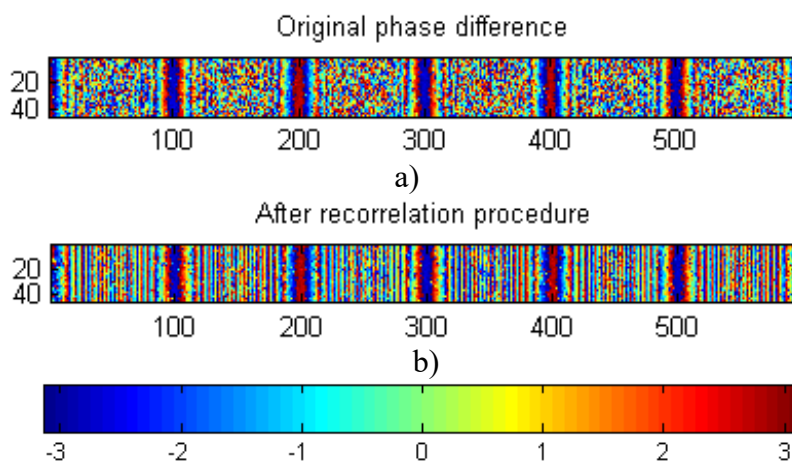 Original phase difference
20
40
100 200 300 400 500
a)
After recorrelation procedure
20
40
100 200 300 400 500
b)
-3 -2 -1 0 1 2 3